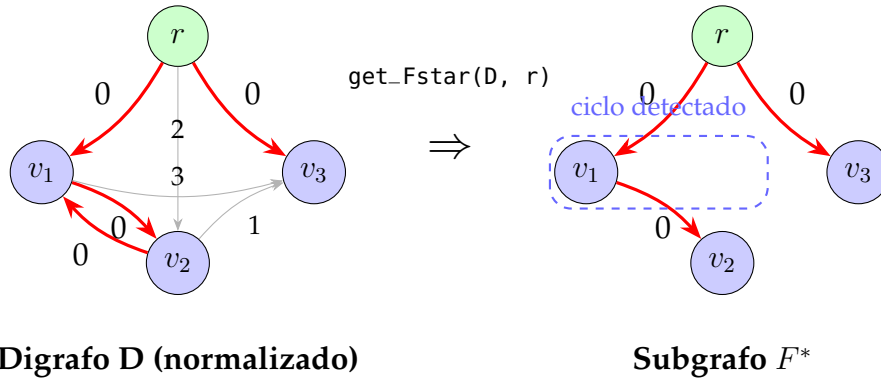 r
r
get_Fstar(D, r)
0
0
0
0
ciclo detectado
2
⇒
v1
3
v3
v1
v3
0
1
0
0
v2
v2
Digrafo D (normalizado)
Subgrafo F*